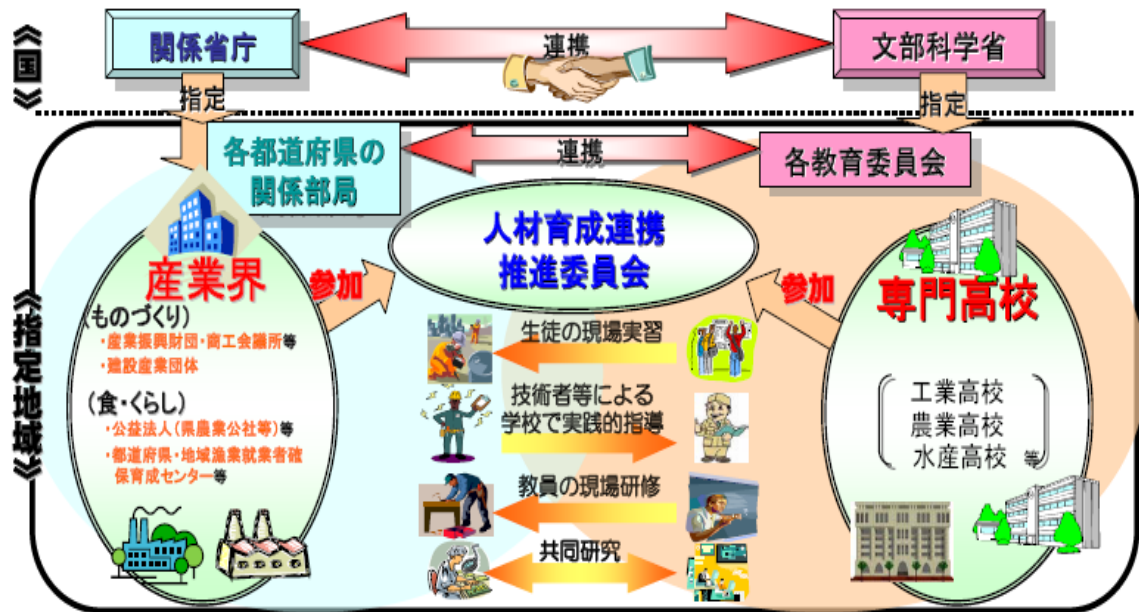 《国》
関係省庁
連携
文部科学省
指定
指定
《指定地域》
各都道府県の
関係部局
連携
各教育委員会
人材育成連携
推進委員会
産業界
参加
参加
専門高校
(ものづくり)
・産業振興財団・商工会議所等
・建設産業団体
(食・くらし)
・公益法人(県農業公社等)等
・都道府県・地域漁業就業者確
保育成センター等
生徒の現場実習
技術者等による
学校で実践的指導
教員の現場研修
共同研究
工業高校
農業高校
水産高校 等